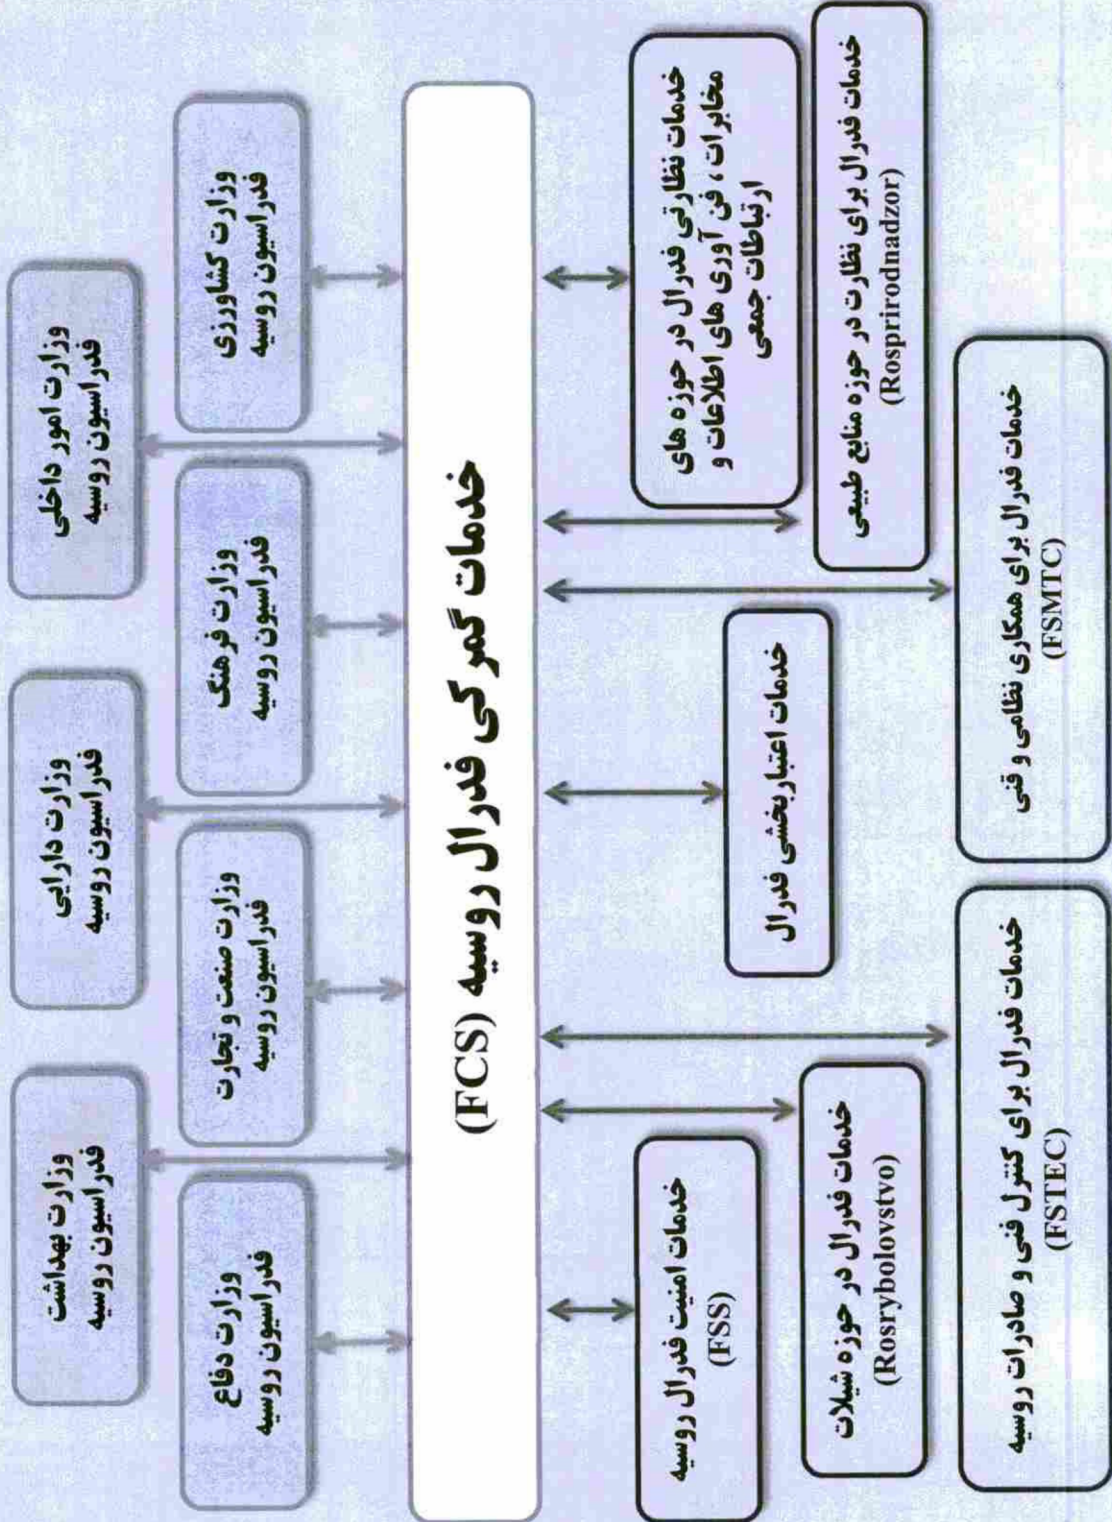 وزارت امور داخلی
فدراسیون روسیه
وزارت دارایی
فدراسیون روسیه
وزارت بهداشت
فدراسیون روسیه
وزارت کشاورزی
فدراسیون روسیه
وزارت فرهنگ
فدراسیون روسیه
وزارت صنعت و تجارت
فدراسیون روسیه
وزارت دفاع
فدراسیون روسیه
خدمات گمرکی فدرال روسیه (FCS)
خدمات نظارتی فدرال در حوزه های
مخابرات ، فن آوری های اطلاعات و
ارتباطات جمعی
خدمات امنیت فدرال روسیه
(FSS)
خدمات اعتباربخشی فدرال
خدمات فدرال برای نظارت در حوزه منابع طبیعی
(Rosprirodnadzor)
خدمات فدرال در حوزه شیلات
(Rosrybolovstvo)
خدمات فدرال برای همکاری نظامی و فنی
(FSMTC)
خدمات فدرال برای کنترل فنی و صادرات روسیه
(FSTEC)